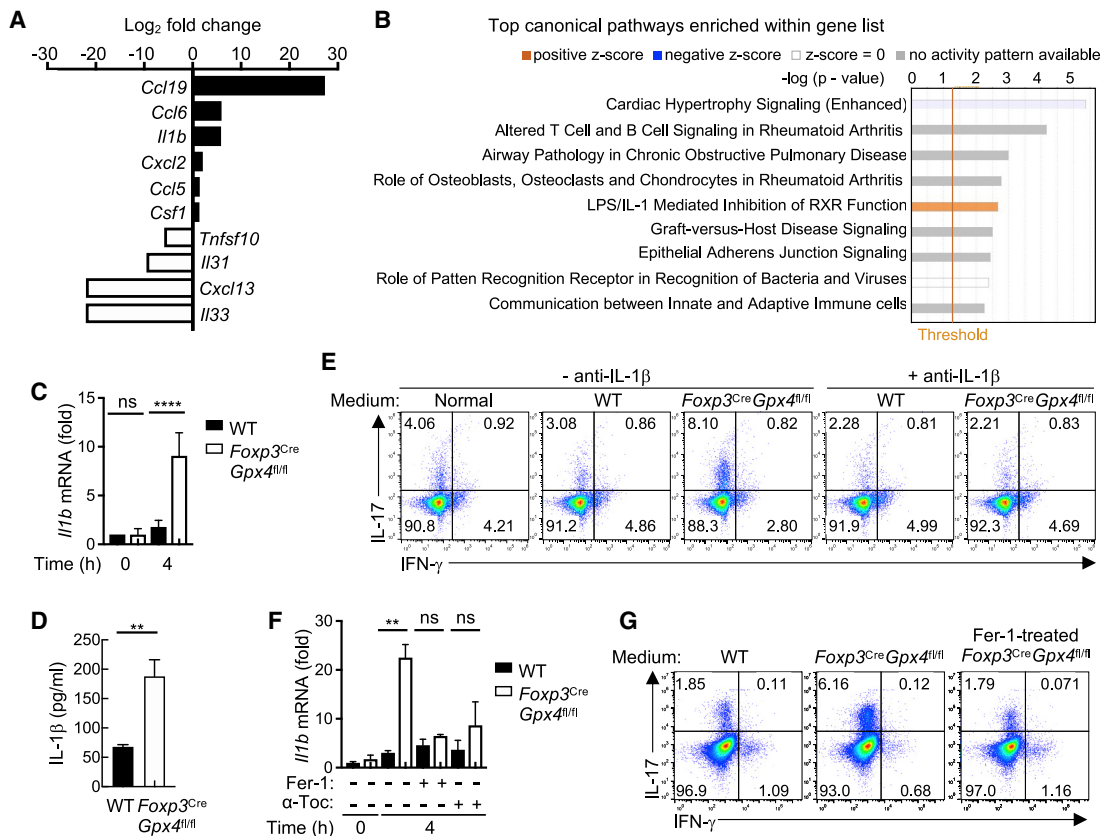 A
Log2 fold change
-30 -20 -10 0 10 20 30
Ccl19
Ccl6
Il1b
Cxcl2
Ccl5
Csf1
Tnfsf10
Il31
Cxcl13
Il33
B
Top canonical pathways enriched within gene list
positive z-score negative z-score z-score = 0 no activity pattern available
-log (p - value) 0 1 2 3 4 5
Cardiac Hypertrophy Signaling (Enhanced)
Altered T Cell and B Cell Signaling in Rheumatoid Arthritis
Airway Pathology in Chronic Obstructive Pulmonary Disease
Role of Osteoblasts, Osteoclasts and Chondrocytes in Rheumatoid Arthritis
LPS/IL-1 Mediated Inhibition of RXR Function
Graft-versus-Host Disease Signaling
Epithelial Adherens Junction Signaling
Role of Patten Recognition Receptor in Recognition of Bacteria and Viruses
Communication between Innate and Adaptive Immune cells
Threshold
C
Il1b mRNA (fold)
15
10
5
0
ns ****
WT
Foxp3Cre
Gpx4fl/fl
Time (h) 0 4
D
IL-1β (pg/ml)
250
200
150
100
50
0
**
WT Foxp3Cre
Gpx4fl/fl
E
- anti-IL-1β + anti-IL-1β
Medium: Normal WT Foxp3CreGpx4fl/fl WT Foxp3CreGpx4fl/fl
4.06 0.92 3.08 0.86 8.10 0.82 2.28 0.81 2.21 0.83
90.8 4.21 91.2 4.86 88.3 2.80 91.9 4.99 92.3 4.69
IL-17
IFN-γ
F
Il1b mRNA (fold)
30
20
10
0
** ns ns
WT
Foxp3Cre
Gpx4fl/fl
Fer-1: - - - - + + - -
α-Toc: - - - - - - + +
Time (h) 0 4
G
Medium: WT Foxp3CreGpx4fl/fl Fer-1-treated
Foxp3CreGpx4fl/fl
1.85 0.11 6.16 0.12 1.79 0.071
96.9 1.09 93.0 0.68 97.0 1.16
IL-17
IFN-γ